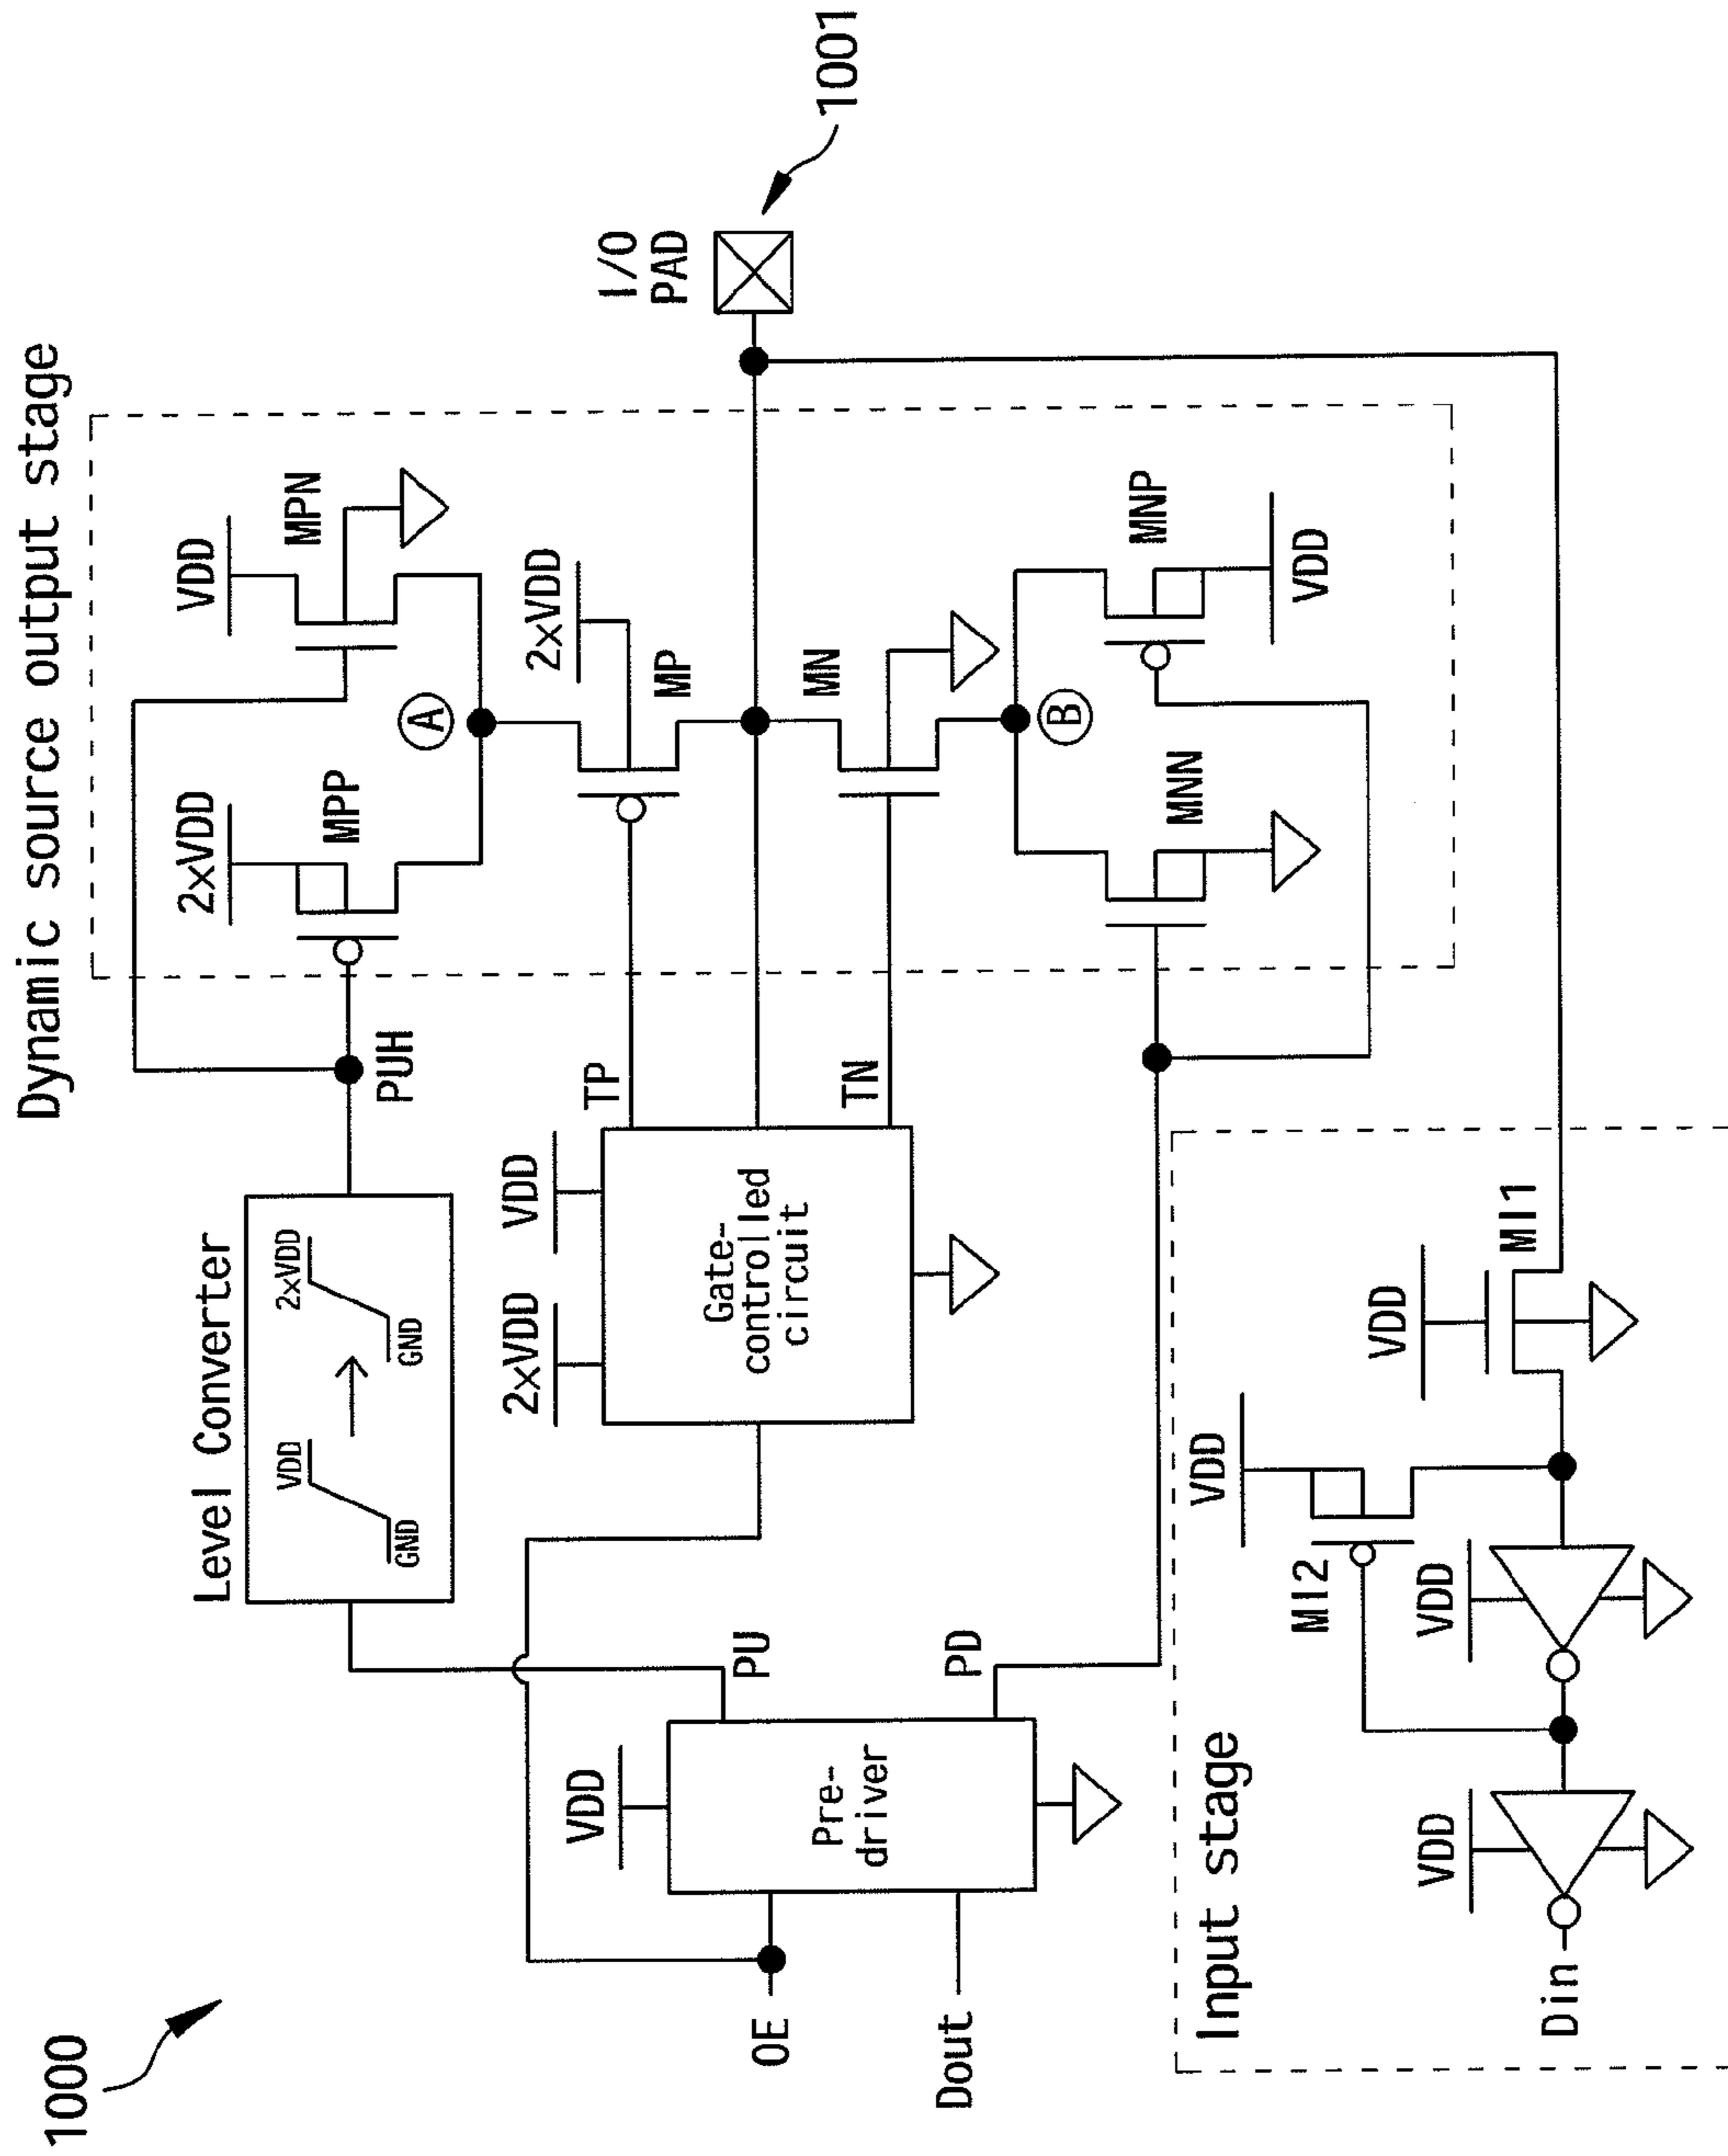 1000
Dynamic source output stage
Level Converter
VDD
GND
2xVDD
GND
PUH
2xVDD
MPP
VDD
MPN
A
2xVDD
VDD
Gate-
controlled
circuit
TP
TN
2xVDD
MP
MN
I/O
PAD
1001
B
MNN
MNP
VDD
OE
Dout
VDD
Pre-
driver
PU
PD
Input stage
VDD
MI2
VDD
MI1
VDD
VDD
Din